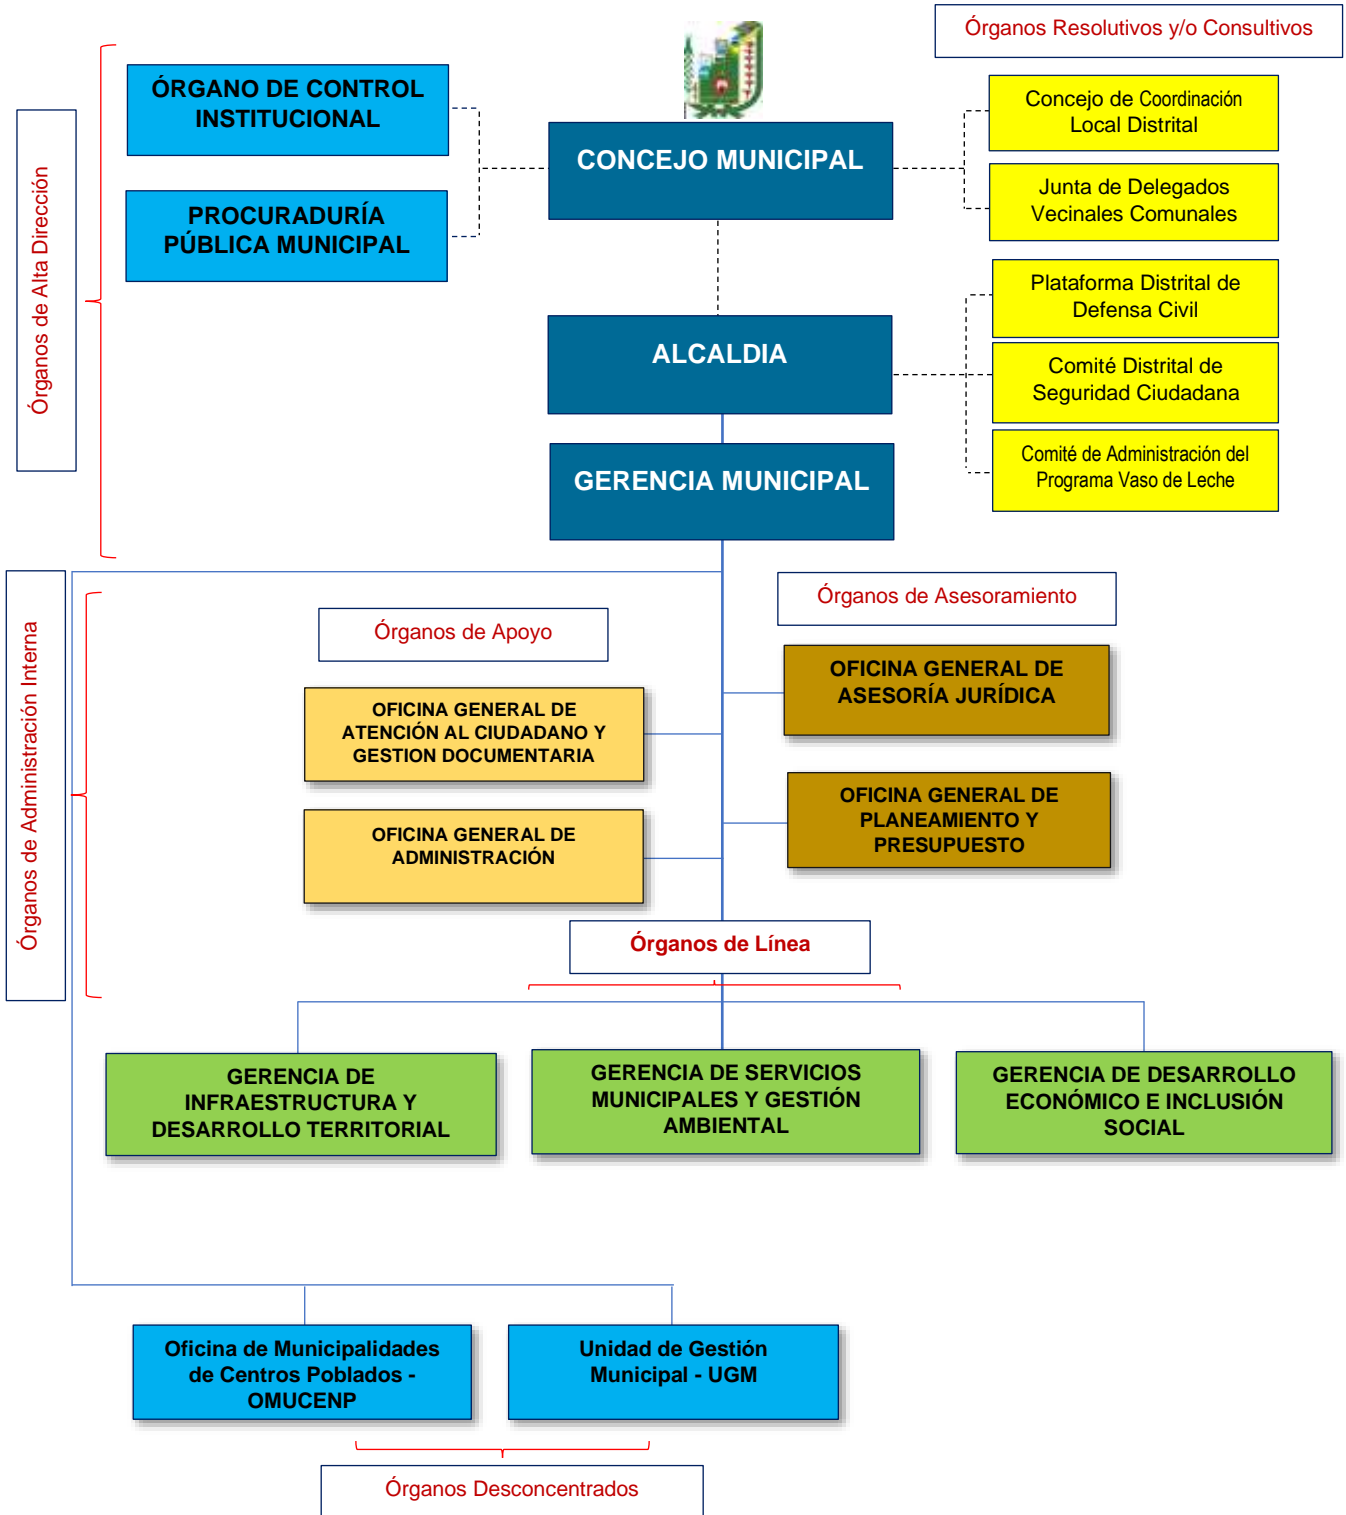 Órganos Resolutivos y/o Consultivos
Órganos de Alta Dirección
ÓRGANO DE CONTROL
INSTITUCIONAL
PROCURADURÍA
PÚBLICA MUNICIPAL
CONCEJO MUNICIPAL
Concejo de Coordinación
Local Distrital
Junta de Delegados
Vecinales Comunales
ALCALDIA
Plataforma Distrital de
Defensa Civil
Comité Distrital de
Seguridad Ciudadana
Comité de Administración del
Programa Vaso de Leche
GERENCIA MUNICIPAL
Órganos de Administración Interna
Órganos de Apoyo
Órganos de Asesoramiento
OFICINA GENERAL DE
ATENCIÓN AL CIUDADANO Y
GESTION DOCUMENTARIA
OFICINA GENERAL DE
ADMINISTRACIÓN
OFICINA GENERAL DE
ASESORÍA JURÍDICA
OFICINA GENERAL DE
PLANEAMIENTO Y
PRESUPUESTO
Órganos de Línea
GERENCIA DE
INFRAESTRUCTURA Y
DESARROLLO TERRITORIAL
GERENCIA DE SERVICIOS
MUNICIPALES Y GESTIÓN
AMBIENTAL
GERENCIA DE DESARROLLO
ECONÓMICO E INCLUSIÓN
SOCIAL
Oficina de Municipalidades
de Centros Poblados -
OMUCENP
Unidad de Gestión
Municipal - UGM
Órganos Desconcentrados